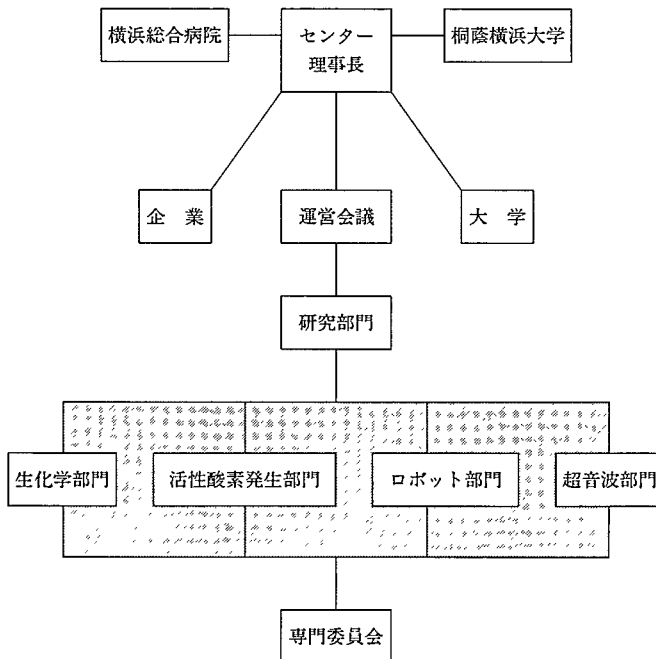 横浜総合病院
センター
理事長
桐蔭横浜大学
企 業
運営会議
大 学
研究部門
生化学部門
活性酸素発生部門
ロボット部門
超音波部門
専門委員会